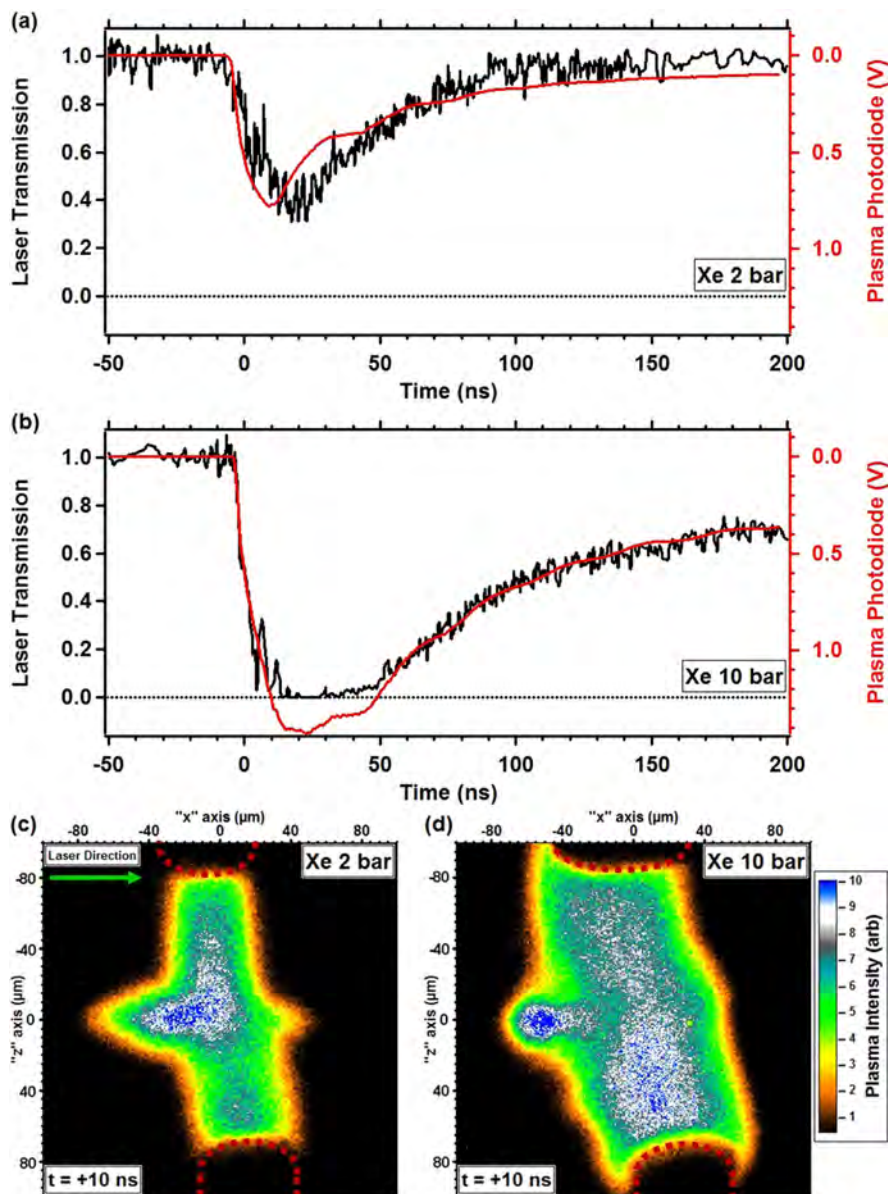 (a)
1.0
0.8
0.6
0.4
0.2
0.0
Laser Transmission
0.0
0.5
1.0
Plasma Photodiode (V)
Xe 2 bar
-50 0 50 100 150 200
Time (ns)
(b)
1.0
0.8
0.6
0.4
0.2
0.0
Laser Transmission
0.0
0.5
1.0
Plasma Photodiode (V)
Xe 10 bar
-50 0 50 100 150 200
Time (ns)
(c)
"x" axis (µm)
-80 -40 0 40 80
Laser Direction
Xe 2 bar
-80
-40
0
40
80
"z" axis (µm)
t = +10 ns
(d)
"x" axis (µm)
-80 -40 0 40 80
Xe 10 bar
-80
-40
0
40
80
"z" axis (µm)
t = +10 ns
10
9
8
7
6
5
4
3
2
1
Plasma Intensity (arb)